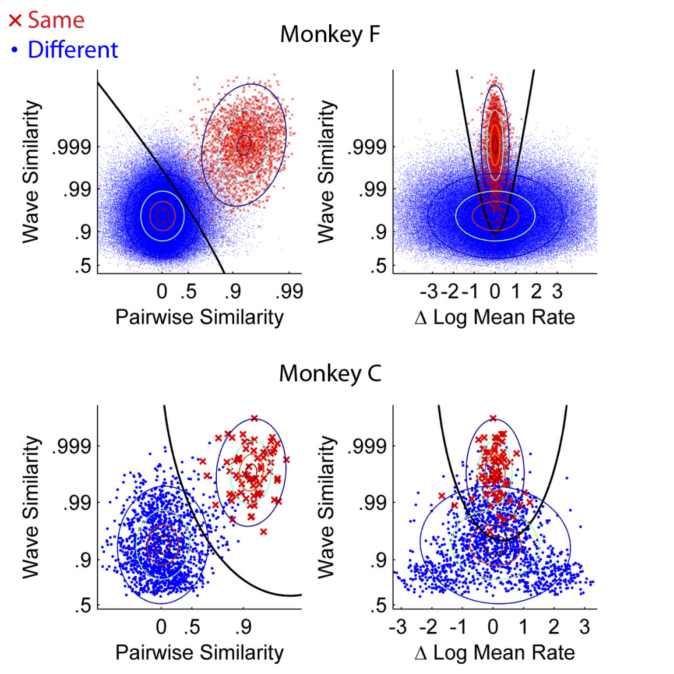 × Same
• Different
Monkey F
Wave Similarity
.999
.99
.9
.5
0 .5 .9 .99
Pairwise Similarity
Wave Similarity
.999
.99
.9
.5
-3 -2 -1 0 1 2 3
Δ Log Mean Rate
Monkey C
Wave Similarity
.999
.99
.9
.5
0 .5 .9
Pairwise Similarity
Wave Similarity
.999
.99
.9
.5
-3 -2 -1 0 1 2 3
Δ Log Mean Rate